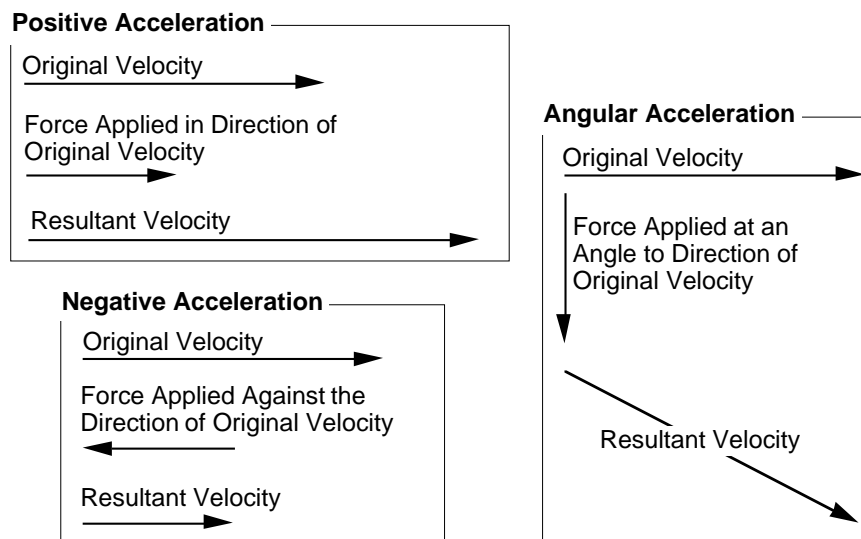 Positive Acceleration
Original Velocity
Force Applied in Direction of
Original Velocity
Resultant Velocity
Negative Acceleration
Original Velocity
Force Applied Against the
Direction of Original Velocity
Resultant Velocity
Angular Acceleration
Original Velocity
Force Applied at an
Angle to Direction of
Original Velocity
Resultant Velocity